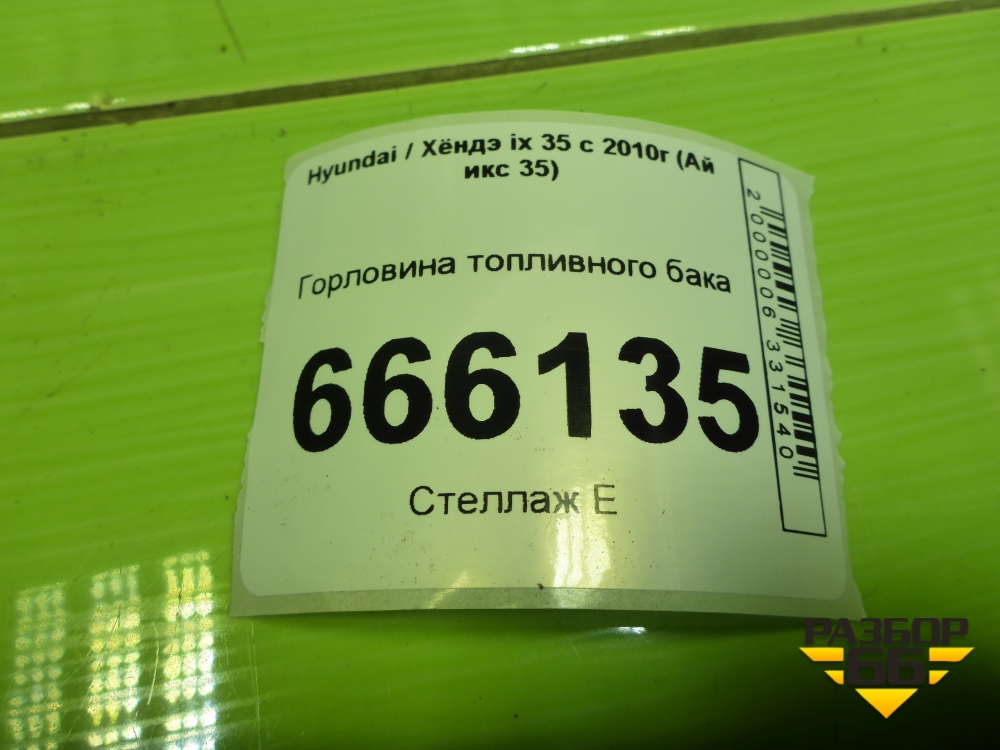 Hyundai / Хёндэ ix 35 с 2010г (Ай
икс 35)
Горловина топливного бака
666135
Стеллаж Е
2000006331540
РАЗБОР
66